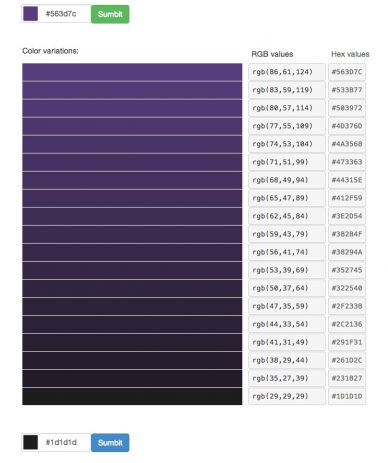 #563d7c Sumbit
Color variations: RGB values Hex values
rgb(86,61,124) #563D7C
rgb(83,59,119) #533B77
rgb(80,57,114) #503972
rgb(77,55,109) #4D376D
rgb(74,53,104) #4A3568
rgb(71,51,99) #473363
rgb(68,49,94) #44315E
rgb(65,47,89) #412F59
rgb(62,45,84) #3E2D54
rgb(59,43,79) #3B2B4F
rgb(56,41,74) #38294A
rgb(53,39,69) #352745
rgb(50,37,64) #322540
rgb(47,35,59) #2F233B
rgb(44,33,54) #2C2136
rgb(41,31,49) #291F31
rgb(38,29,44) #261D2C
rgb(35,27,39) #231B27
rgb(29,29,29) #1D1D1D
#1d1d1d Sumbit